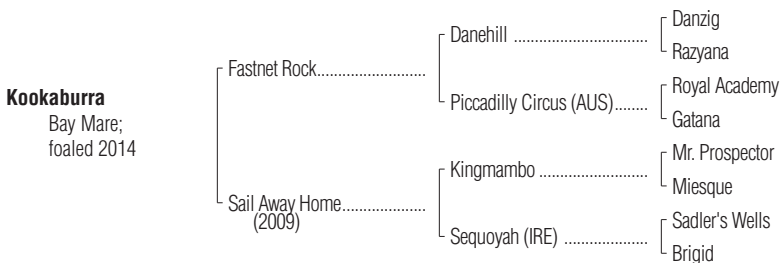 Kookaburra
Bay Mare;
foaled 2014
Fastnet Rock..........................
Sail Away Home....................
(2009)
Danehill ................................
Piccadilly Circus (AUS)........
Kingmambo ..........................
Sequoyah (IRE) ....................
Danzig
Razyana
Royal Academy
Gatana
Mr. Prospector
Miesque
Sadler's Wells
Brigid